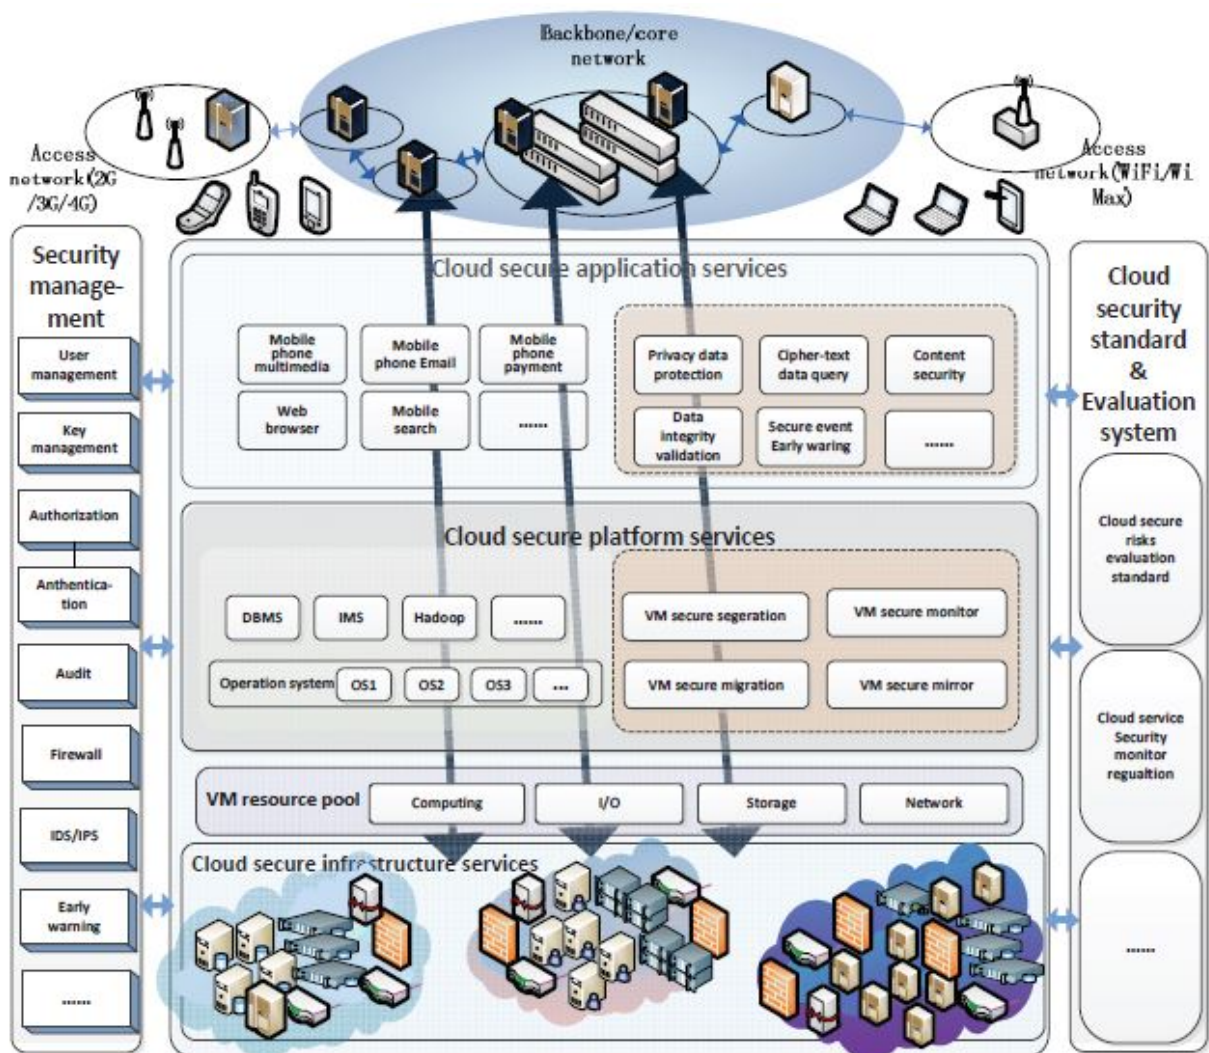 Backbone/core
network
Access
network(2G
/3G/4G)
Access
network(WiFi/Wi
Max)
Security
manage-
ment
User
management
Key
management
Authorization
Anthentica-
tion
Audit
Firewall
IDS/IPS
Early
warning
......
Cloud secure application services
Mobile
phone
multimedia
Mobile
phone Email
Mobile
phone
payment
Web
browser
Mobile
search
......
Privacy data
protection
Cipher-text
data query
Content
security
Data
integrity
validation
Secure event
Early waring
......
Cloud secure platform services
DBMS
IMS
Hadoop
......
Operation system
OS1
OS2
OS3
...
VM secure segeration
VM secure monitor
VM secure migration
VM secure mirror
VM resource pool
Computing
I/O
Storage
Network
Cloud secure infrastructure services
Cloud
security
standard
&
Evaluation
system
Cloud secure
risks
evaluation
standard
Cloud service
Security
monitor
regualtion
......